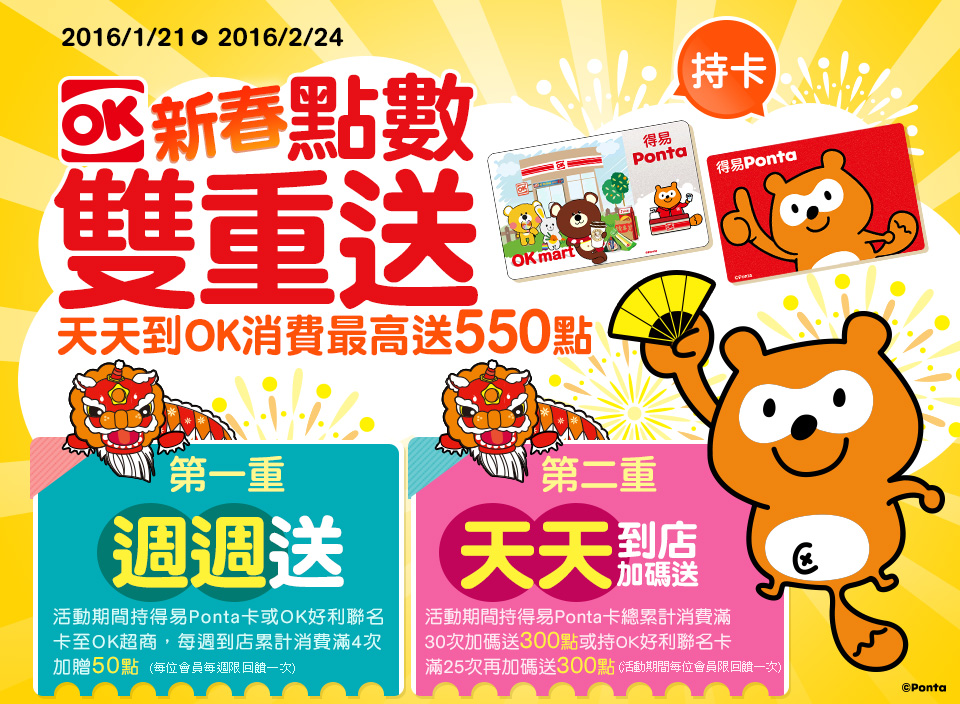 2016/1/21 2016/2/24
持卡
OK 新春點數
雙重送
天天到OK消費最高送550點
得易
Ponta
OK
OK mart
©Ponta
得易Ponta
©Ponta
第一重
週週送
活動期間持得易Ponta卡或OK好利聯名
卡至OK超商，每週到店累計消費滿4次
加贈50點 (每位會員每週限回饋一次)
第二重
天天到店
加碼送
活動期間持得易Ponta卡總累計消費滿
30次加碼送300點或持OK好利聯名卡
滿25次再加碼送300點(活動期間每位會員限回饋一次)
©Ponta